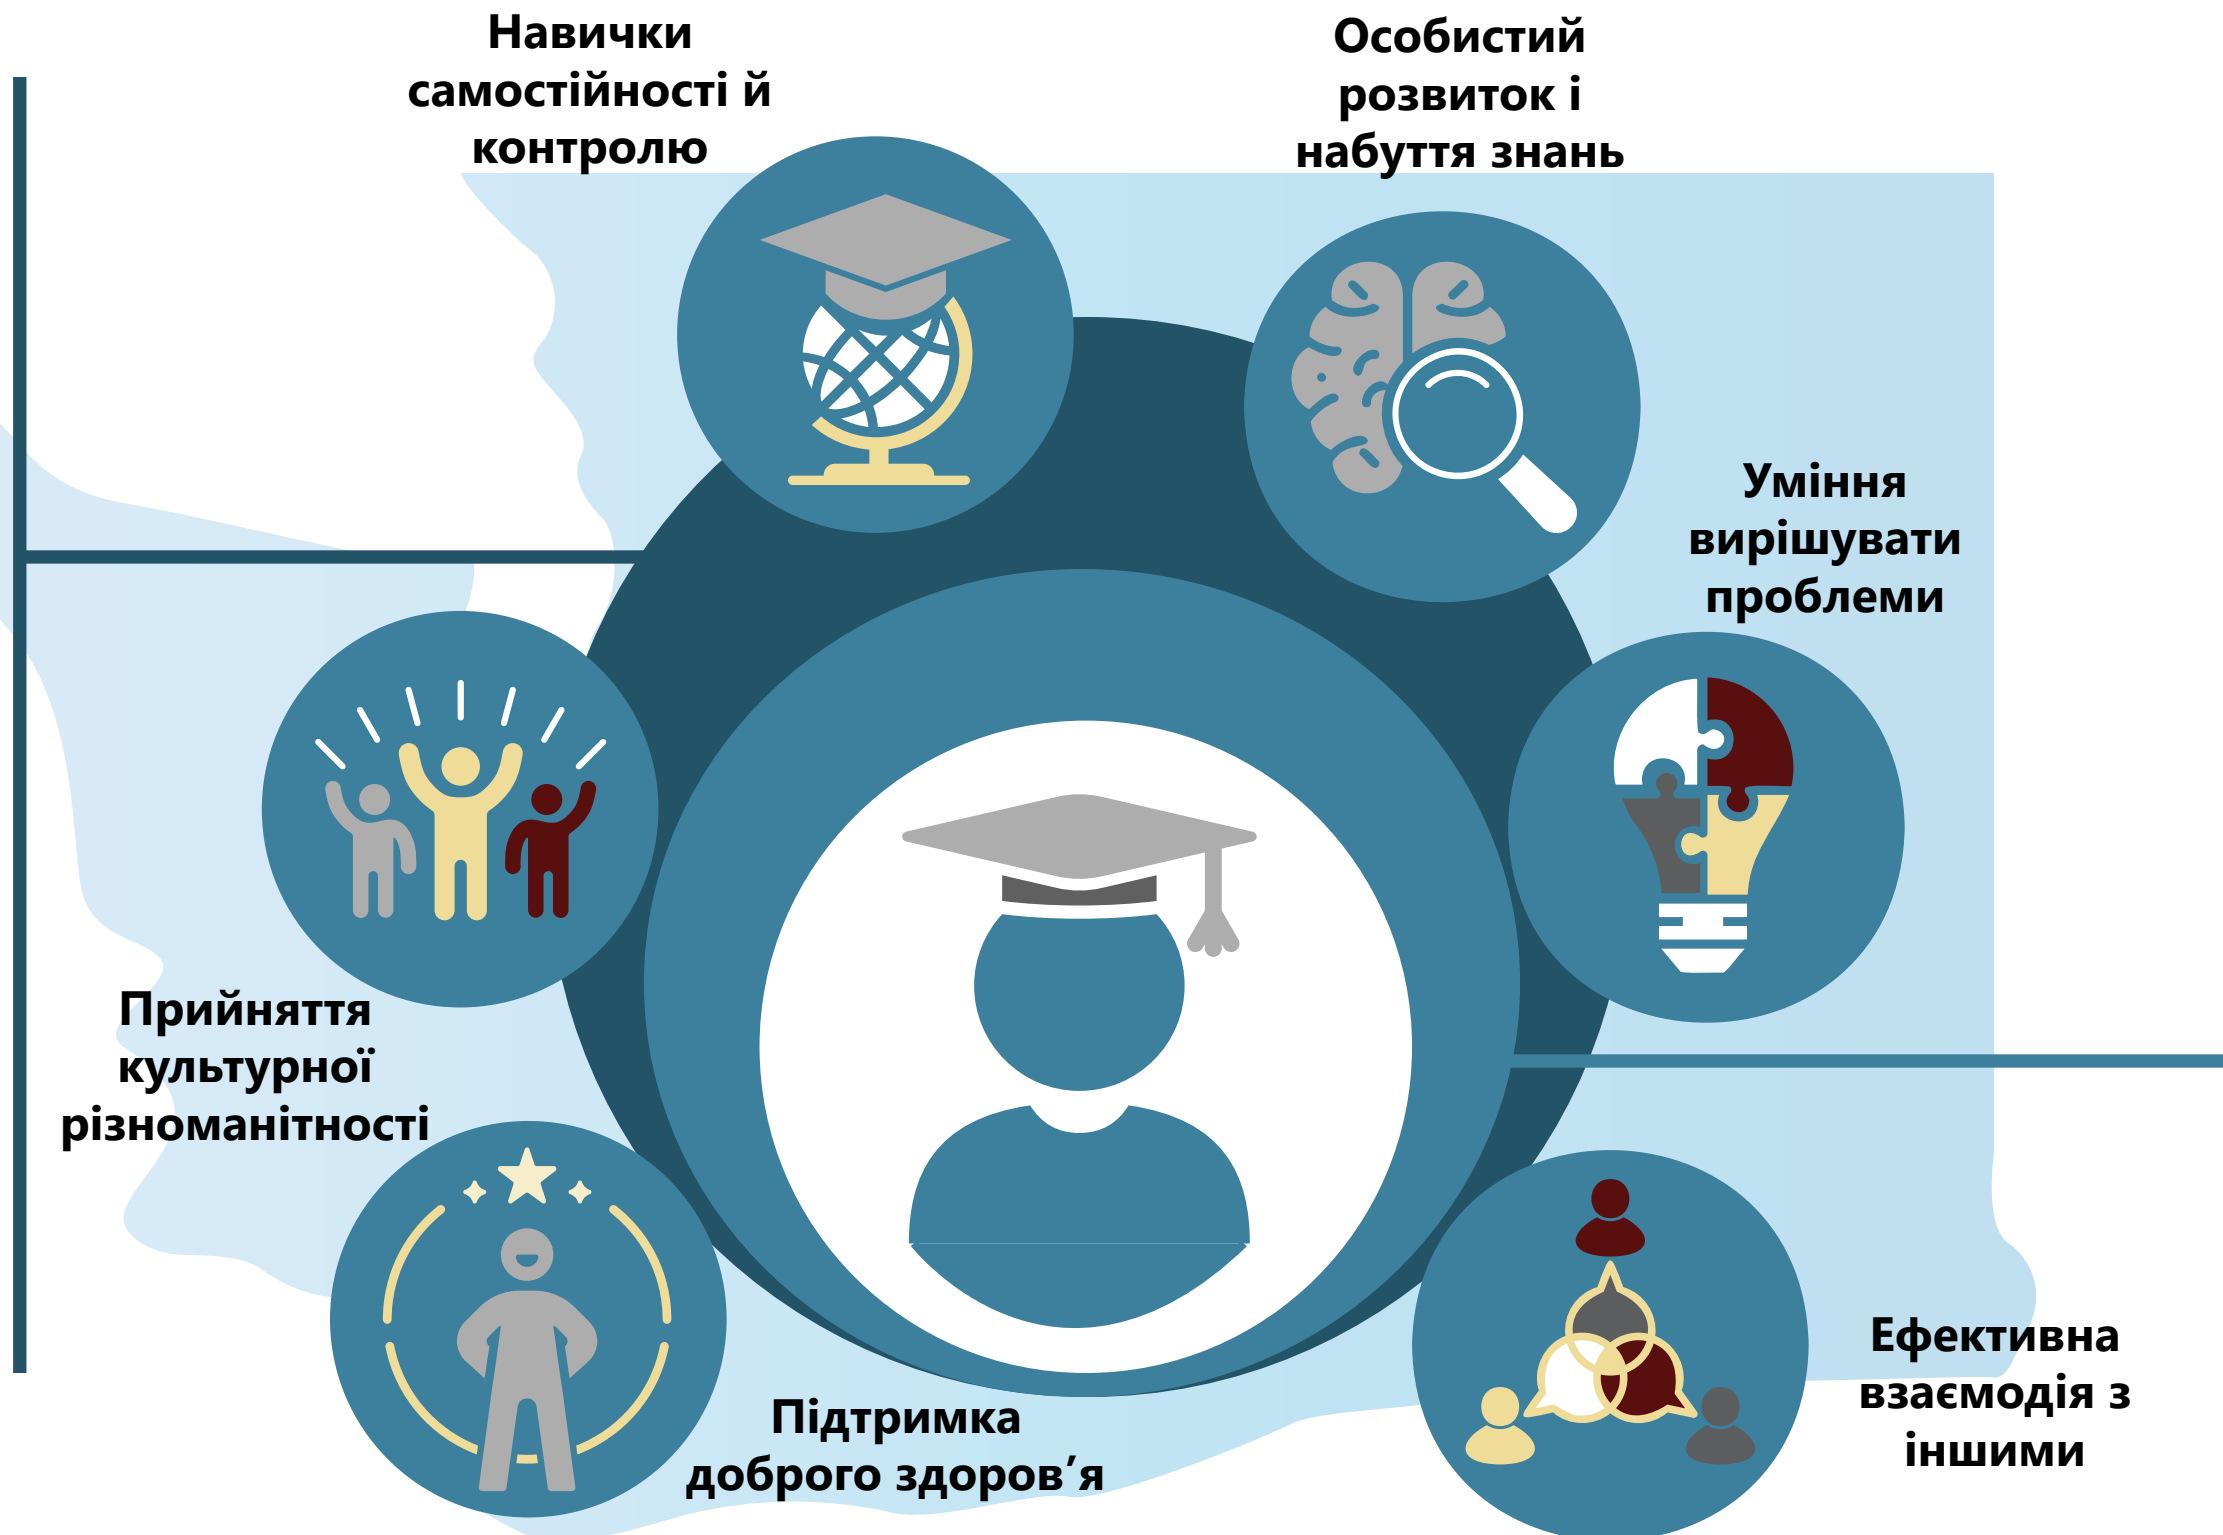 Навички
самостійності й
контролю
Особистий
розвиток і
набуття знань
Уміння
вирішувати
проблеми
Прийняття
культурної
різноманітності
Підтримка
доброго здоров’я
Ефективна
взаємодія з
іншими